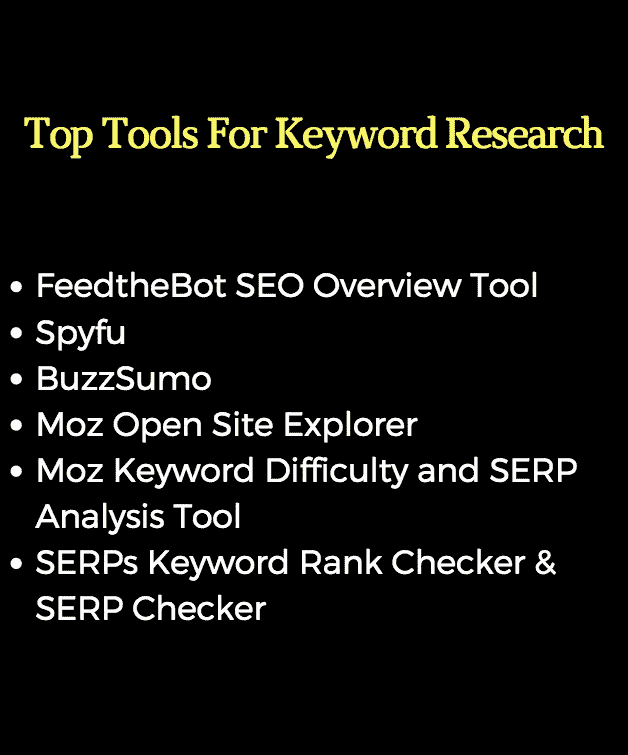 Top Tools For Keyword Research
• FeedtheBot SEO Overview Tool
• Spyfu
• BuzzSumo
• Moz Open Site Explorer
• Moz Keyword Difficulty and SERP
Analysis Tool
• SERPs Keyword Rank Checker &
SERP Checker